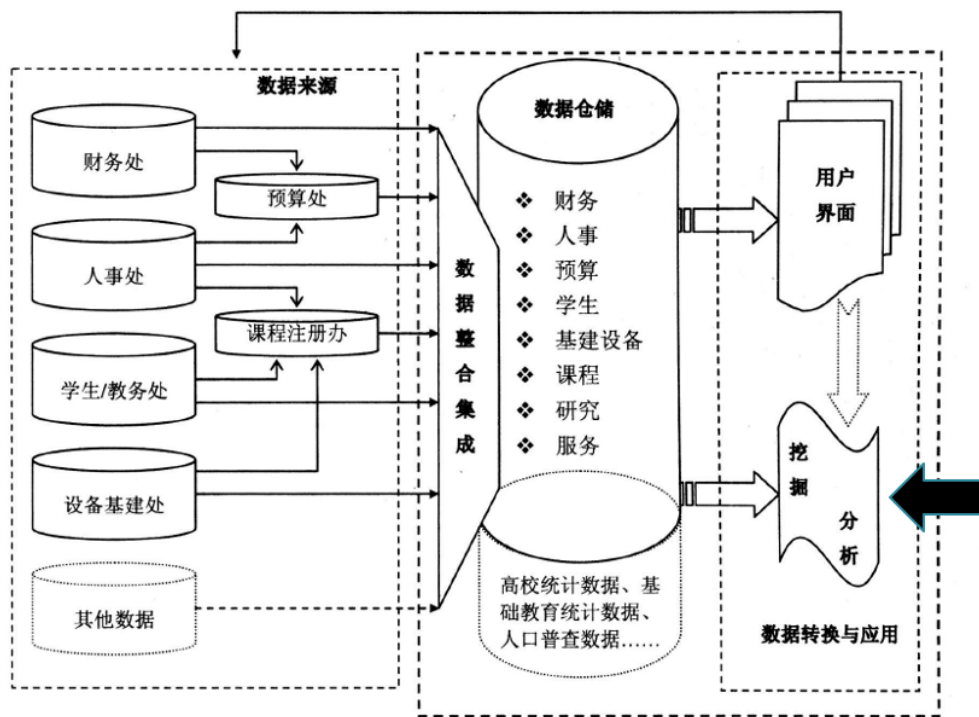 数据来源
财务处
预算处
人事处
课程注册办
学生/教务处
设备基建处
其他数据
数据整合集成
数据仓储
❖ 财务
❖ 人事
❖ 预算
❖ 学生
❖ 基建设备
❖ 课程
❖ 研究
❖ 服务
高校统计数据、基
础教育统计数据、
人口普查数据……
用户
界面
挖掘
分析
数据转换与应用